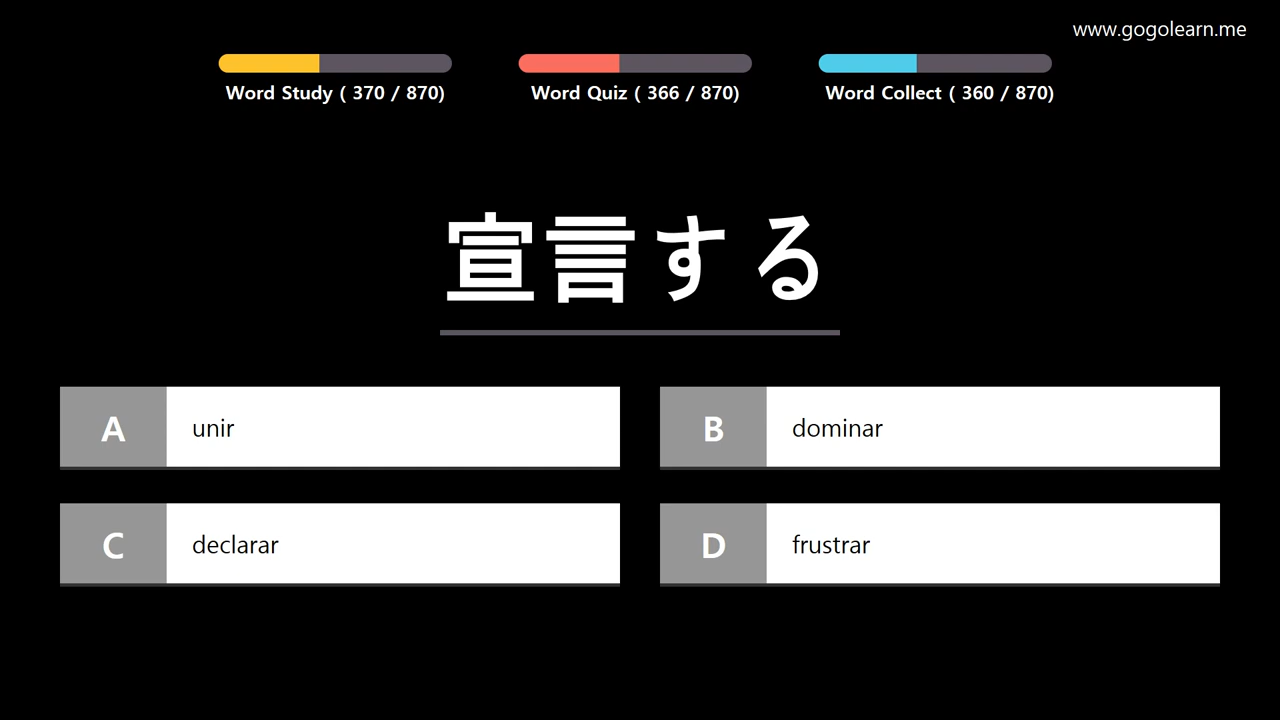 www.gogolearn.me
Word Study ( 370 / 870)
Word Quiz ( 366 / 870)
Word Collect ( 360 / 870)
宣言する
A unir
B dominar
C declarar
D frustrar